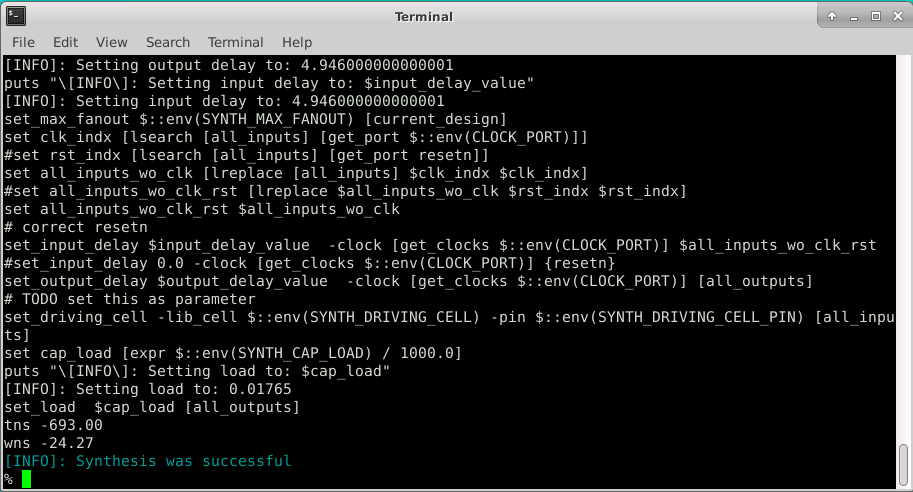 Terminal
File Edit View Search Terminal Help
[INFO]: Setting output delay to: 4.946000000000001
puts "\[INFO\]: Setting input delay to: $input_delay_value"
[INFO]: Setting input delay to: 4.946000000000001
set_max_fanout $::env(SYNTH_MAX_FANOUT) [current_design]
set clk_indx [lsearch [all_inputs] [get_port $::env(CLOCK_PORT)]]
#set rst_indx [lsearch [all_inputs] [get_port resetn]]
set all_inputs_wo_clk [lreplace [all_inputs] $clk_indx $clk_indx]
#set all_inputs_wo_clk_rst [lreplace $all_inputs_wo_clk $rst_indx $rst_indx]
set all_inputs_wo_clk_rst $all_inputs_wo_clk
# correct resetn
set_input_delay $input_delay_value  -clock [get_clocks $::env(CLOCK_PORT)] $all_inputs_wo_clk_rst
#set_input_delay 0.0 -clock [get_clocks $::env(CLOCK_PORT)] {resetn}
set_output_delay $output_delay_value  -clock [get_clocks $::env(CLOCK_PORT)] [all_outputs]
# TODO set this as parameter
set_driving_cell -lib_cell $::env(SYNTH_DRIVING_CELL) -pin $::env(SYNTH_DRIVING_CELL_PIN) [all_inpu
ts]
set cap_load [expr $::env(SYNTH_CAP_LOAD) / 1000.0]
puts "\[INFO\]: Setting load to: $cap_load"
[INFO]: Setting load to: 0.01765
set_load  $cap_load [all_outputs]
tns -693.00
wns -24.27
[INFO]: Synthesis was successful
%